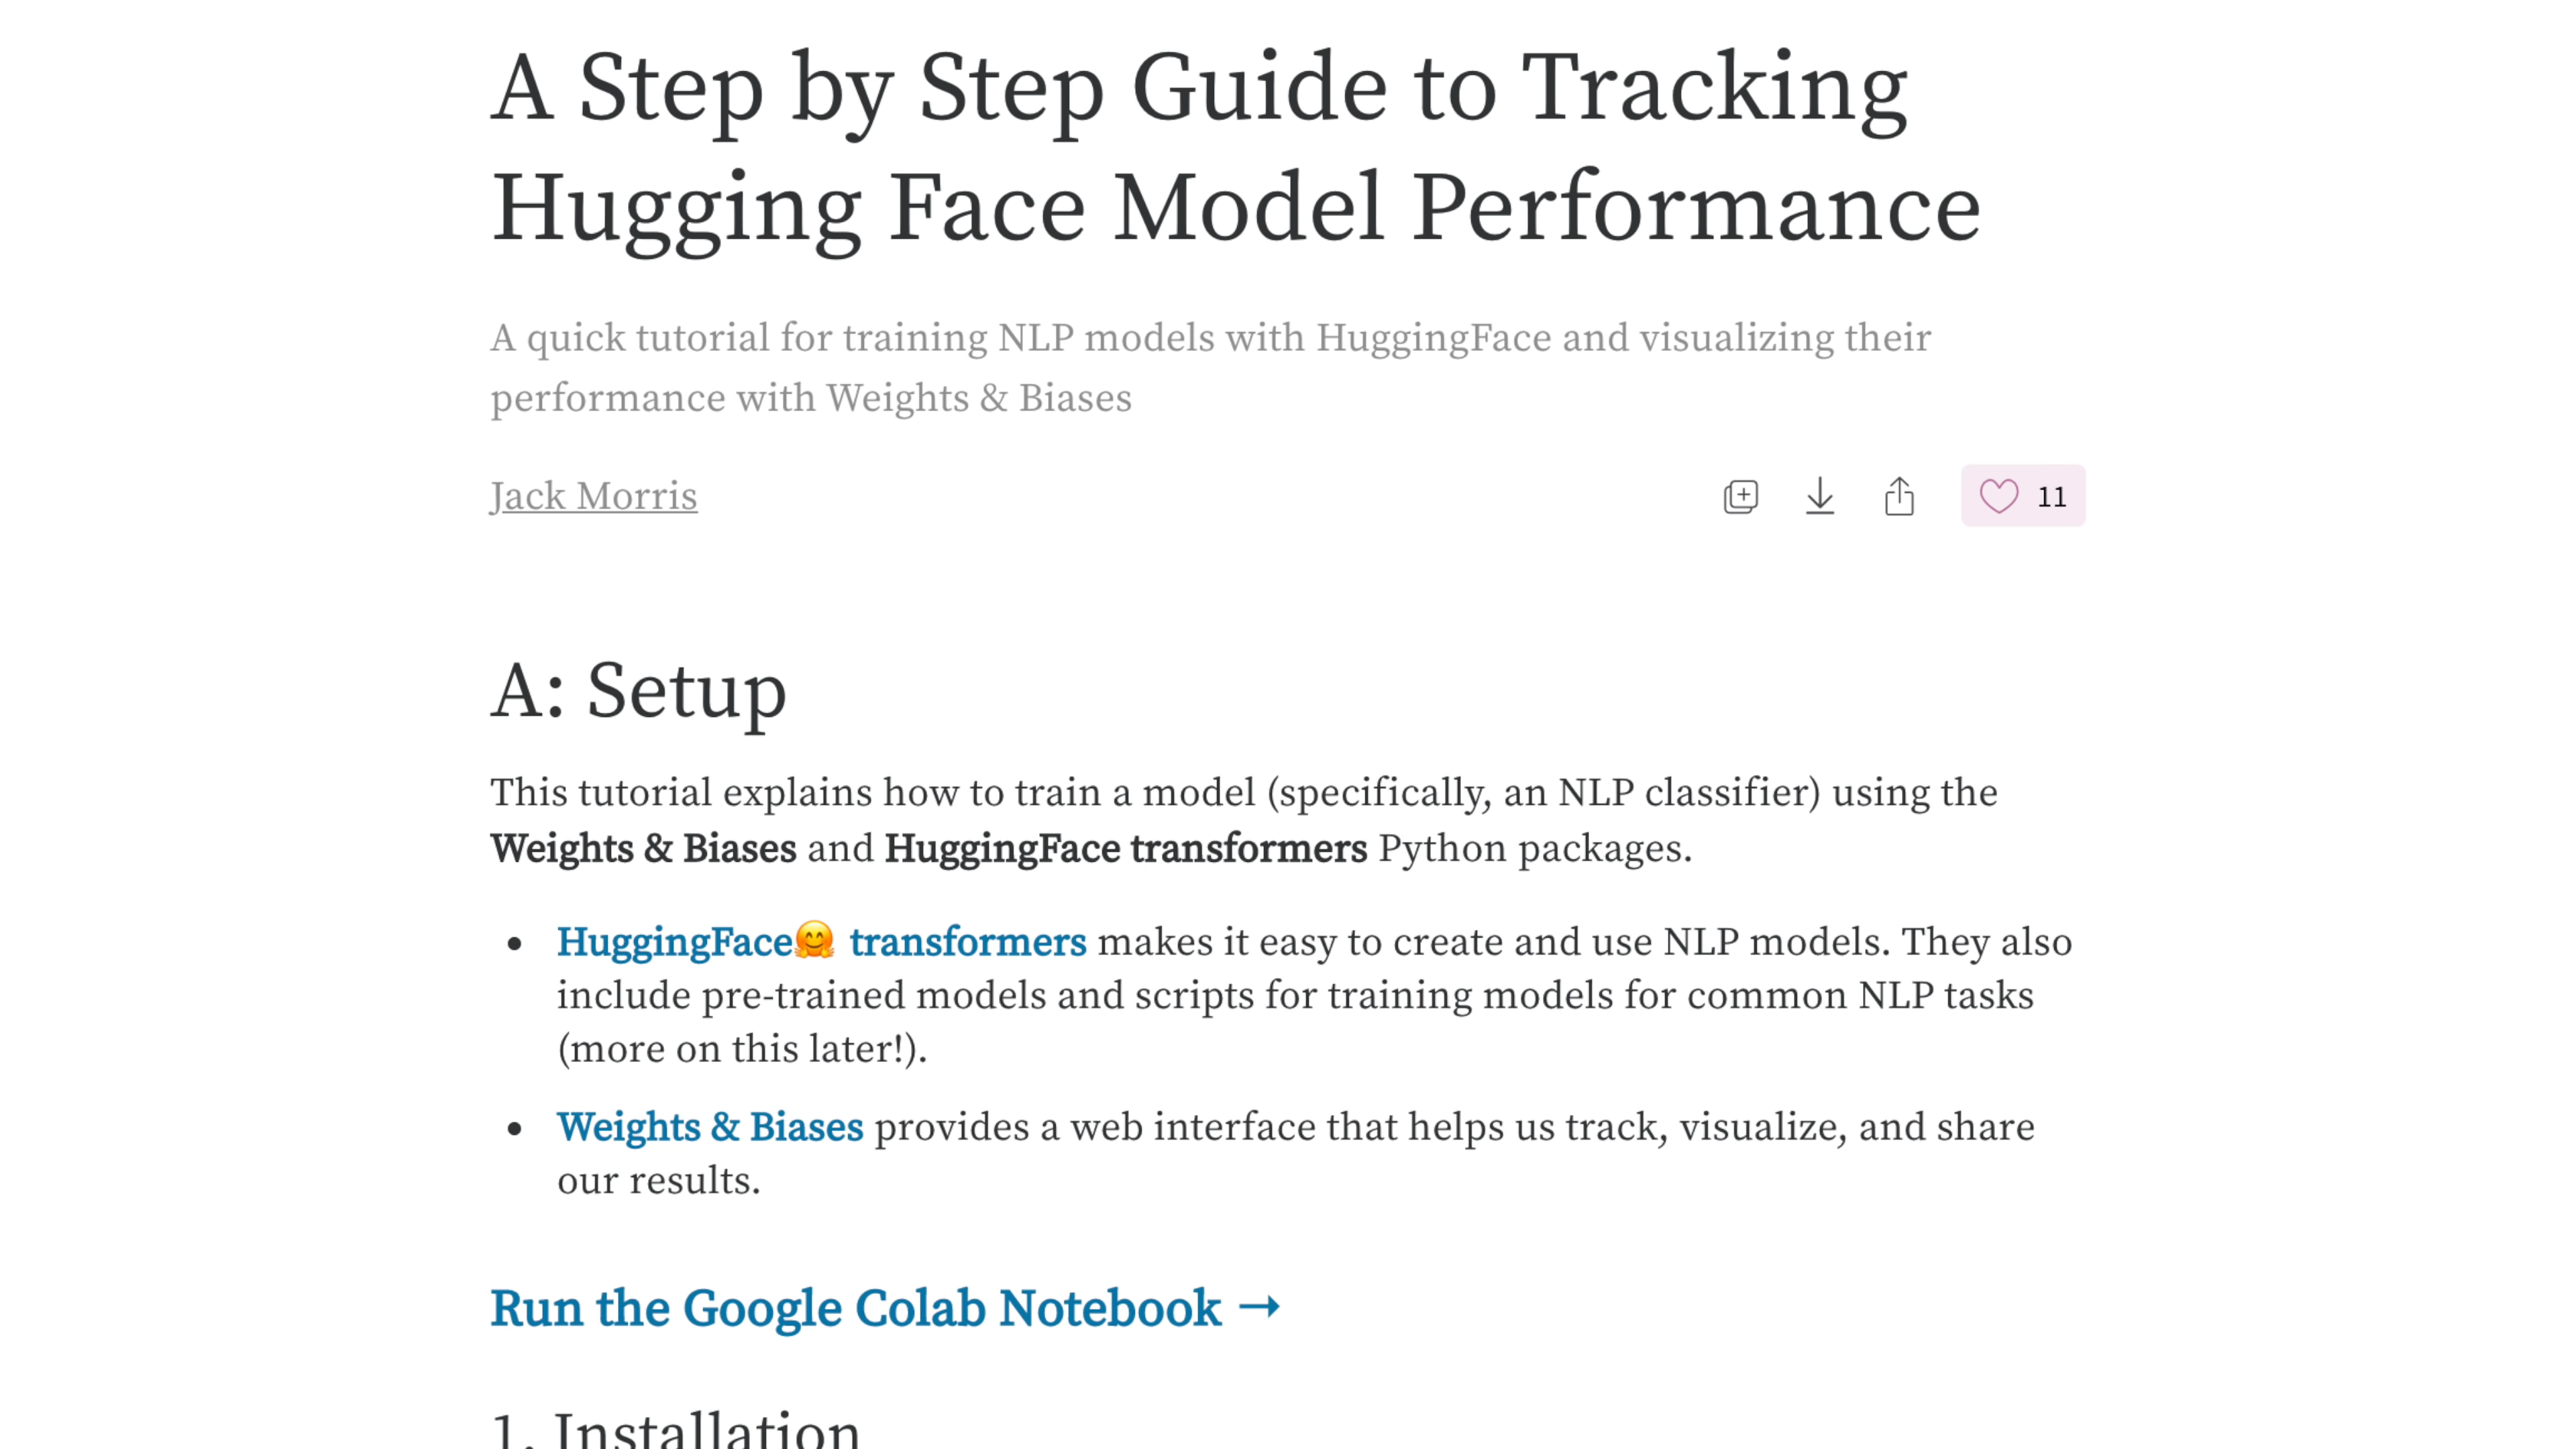 A Step by Step Guide to Tracking
Hugging Face Model Performance
A quick tutorial for training NLP models with HuggingFace and visualizing their
performance with Weights & Biases
Jack Morris
11
A: Setup
This tutorial explains how to train a model (specifically, an NLP classifier) using the
Weights & Biases and HuggingFace transformers Python packages.
• HuggingFace🤗 transformers makes it easy to create and use NLP models. They also
include pre-trained models and scripts for training models for common NLP tasks
(more on this later!).
• Weights & Biases provides a web interface that helps us track, visualize, and share
our results.
Run the Google Colab Notebook →
1. Installation